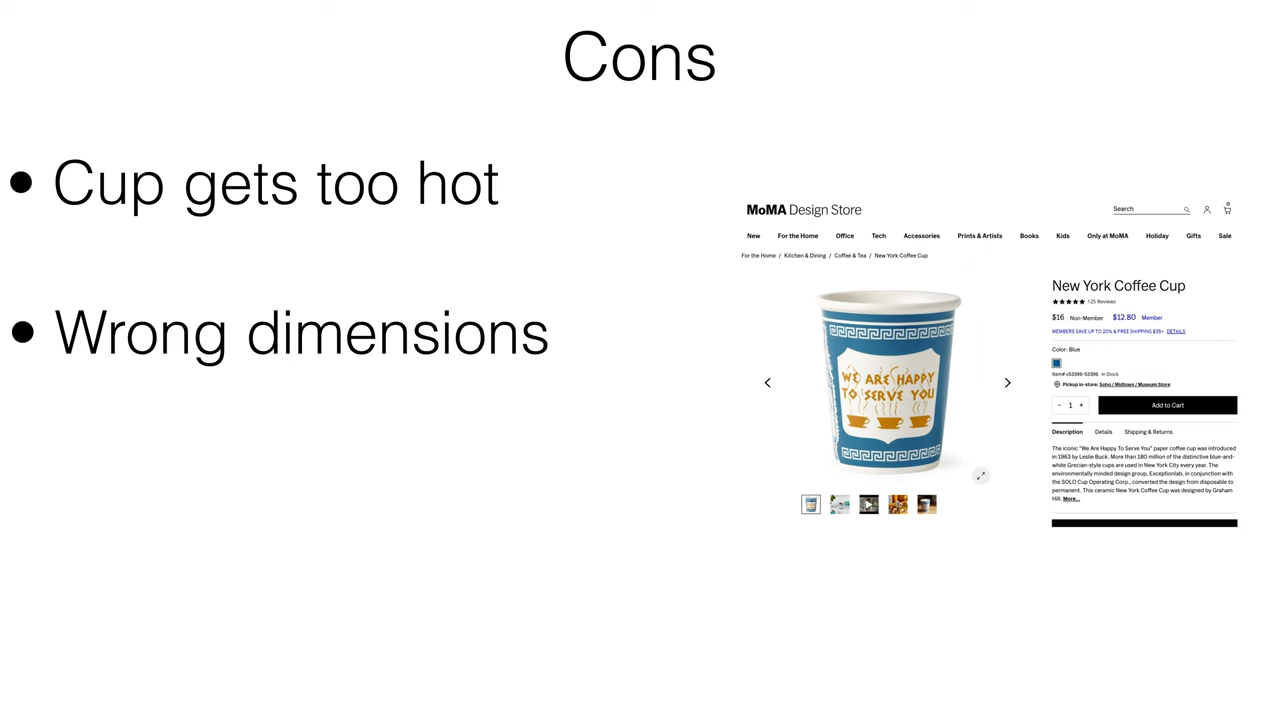 Cons
• Cup gets too hot
• Wrong dimensions
MoMA Design Store
Search
0
New For the Home Office Tech Accessories Prints & Artists Books Kids Only at MoMA Holiday Gifts Sale
For the Home / Kitchen & Dining / Coffee & Tea / New York Coffee Cup
WE ARE HAPPY
TO SERVE YOU
New York Coffee Cup
★★★★★ 125 Reviews
$16 Non-Member $12.80 Member
MEMBERS SAVE UP TO 20% & FREE SHIPPING $35+ DETAILS
Color: Blue
Item# v53396-53396 In Stock
Pickup in-store: Soho / Midtown / Museum Store
- 1 + Add to Cart
Description Details Shipping & Returns
The iconic "We Are Happy To Serve You" paper coffee cup was introduced
in 1963 by Leslie Buck. More than 180 million of the distinctive blue-and-
white Grecian-style cups are used in New York City every year. The
environmentally minded design group, Exceptionlab, in conjunction with
the SOLO Cup Operating Corp., converted the design from disposable to
permanent. This ceramic New York Coffee Cup was designed by Graham
Hill. More...